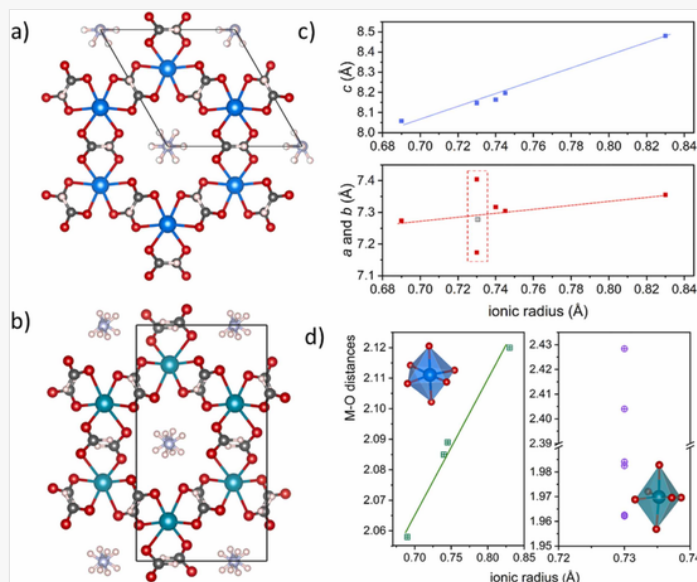 a)
c)
c (Å)
8.5
8.4
8.3
8.2
8.1
8.0
0.68 0.70 0.72 0.74 0.76 0.78 0.80 0.82 0.84
a and b (Å)
7.4
7.3
7.2
7.1
0.68 0.70 0.72 0.74 0.76 0.78 0.80 0.82 0.84
ionic radius (Å)
b)
d)
M-O distances
2.12
2.11
2.10
2.09
2.08
2.07
2.06
0.70 0.75 0.80 0.85
2.43
2.42
2.41
2.40
2.39
1.98
1.97
1.96
1.95
0.72 0.73 0.74
ionic radius (Å)